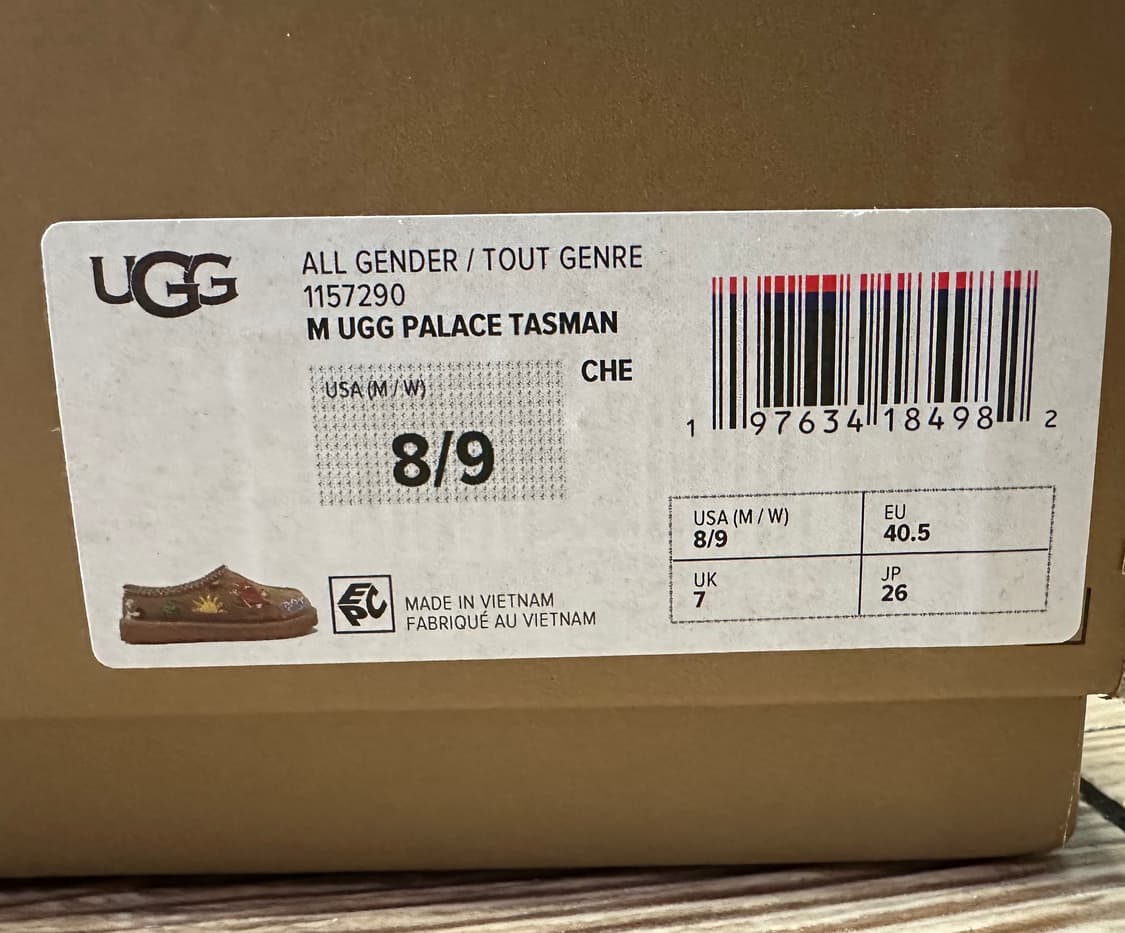 UGG
ALL GENDER / TOUT GENRE
1157290
M UGG PALACE TASMAN
CHE
USA (M / W)
8/9
1 97634 18498 2
USA (M / W)
8/9
EU
40.5
UK
7
JP
26
EPC
MADE IN VIETNAM
FABRIQUÉ AU VIETNAM